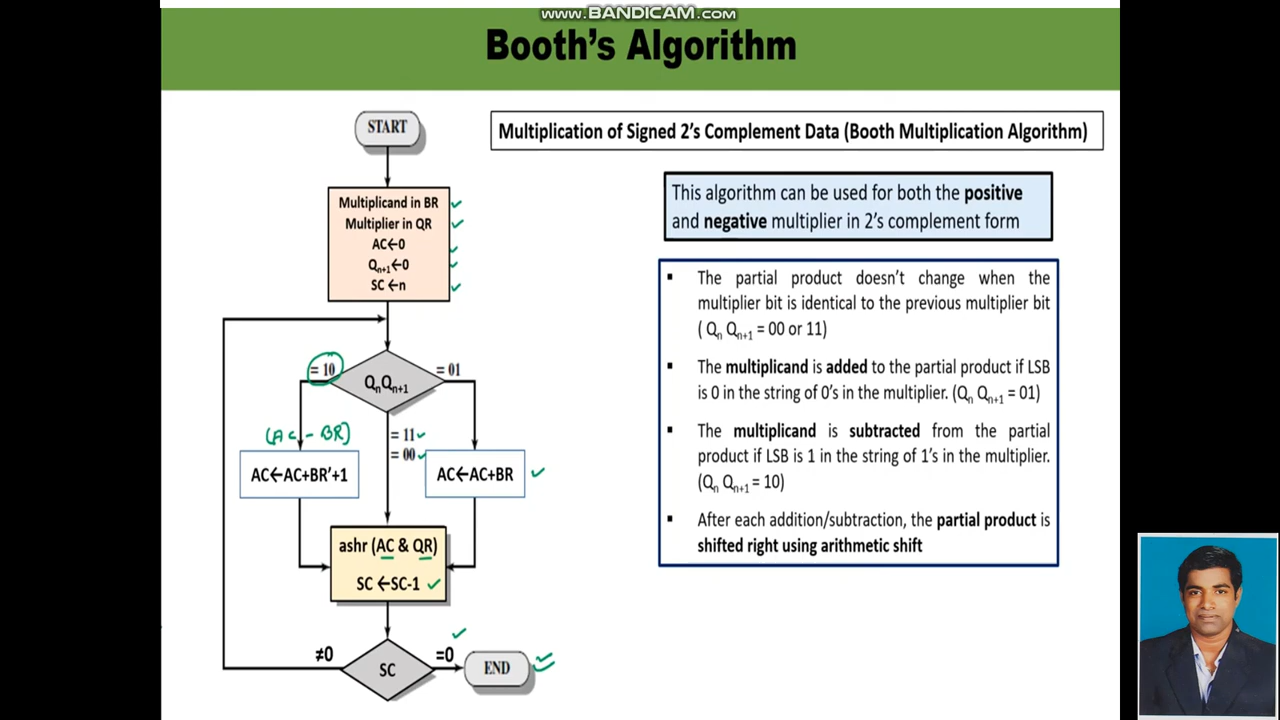 www.BANDICAM.com
Booth's Algorithm
START
Multiplication of Signed 2's Complement Data (Booth Multiplication Algorithm)
Multiplicand in BR
Multiplier in QR
AC←0
Qn+1←0
SC ←n
This algorithm can be used for both the positive
and negative multiplier in 2's complement form
▪ The partial product doesn't change when the
multiplier bit is identical to the previous multiplier bit
( Qn Qn+1 = 00 or 11)
▪ The multiplicand is added to the partial product if LSB
is 0 in the string of 0's in the multiplier. (Qn Qn+1 = 01)
▪ The multiplicand is subtracted from the partial
product if LSB is 1 in the string of 1's in the multiplier.
(Qn Qn+1 = 10)
▪ After each addition/subtraction, the partial product is
shifted right using arithmetic shift
= 10
QnQn+1
= 01
(AC - BR)
= 11
= 00
AC←AC+BR'+1
AC←AC+BR
ashr (AC & QR)
SC ←SC-1
≠0
SC
=0
END